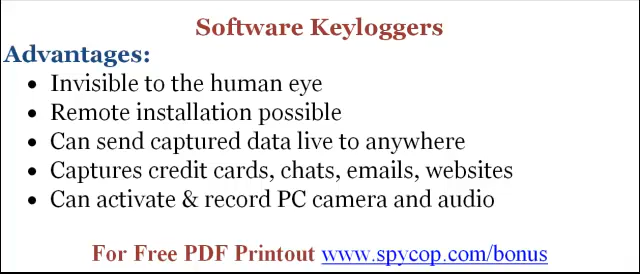 Software Keyloggers
Advantages:
• Invisible to the human eye
• Remote installation possible
• Can send captured data live to anywhere
• Captures credit cards, chats, emails, websites
• Can activate & record PC camera and audio
For Free PDF Printout www.spycop.com/bonus